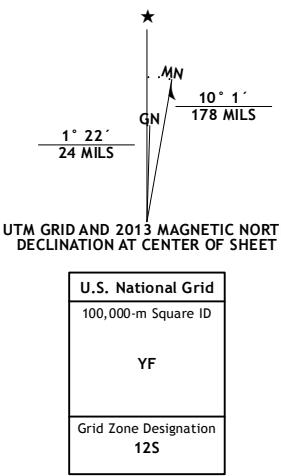 ★
MN
10° 1´
178 MILS
GN
1° 22´
24 MILS
UTM GRID AND 2013 MAGNETIC NORT
DECLINATION AT CENTER OF SHEET
U.S. National Grid
100,000-m Square ID
YF
Grid Zone Designation
12S